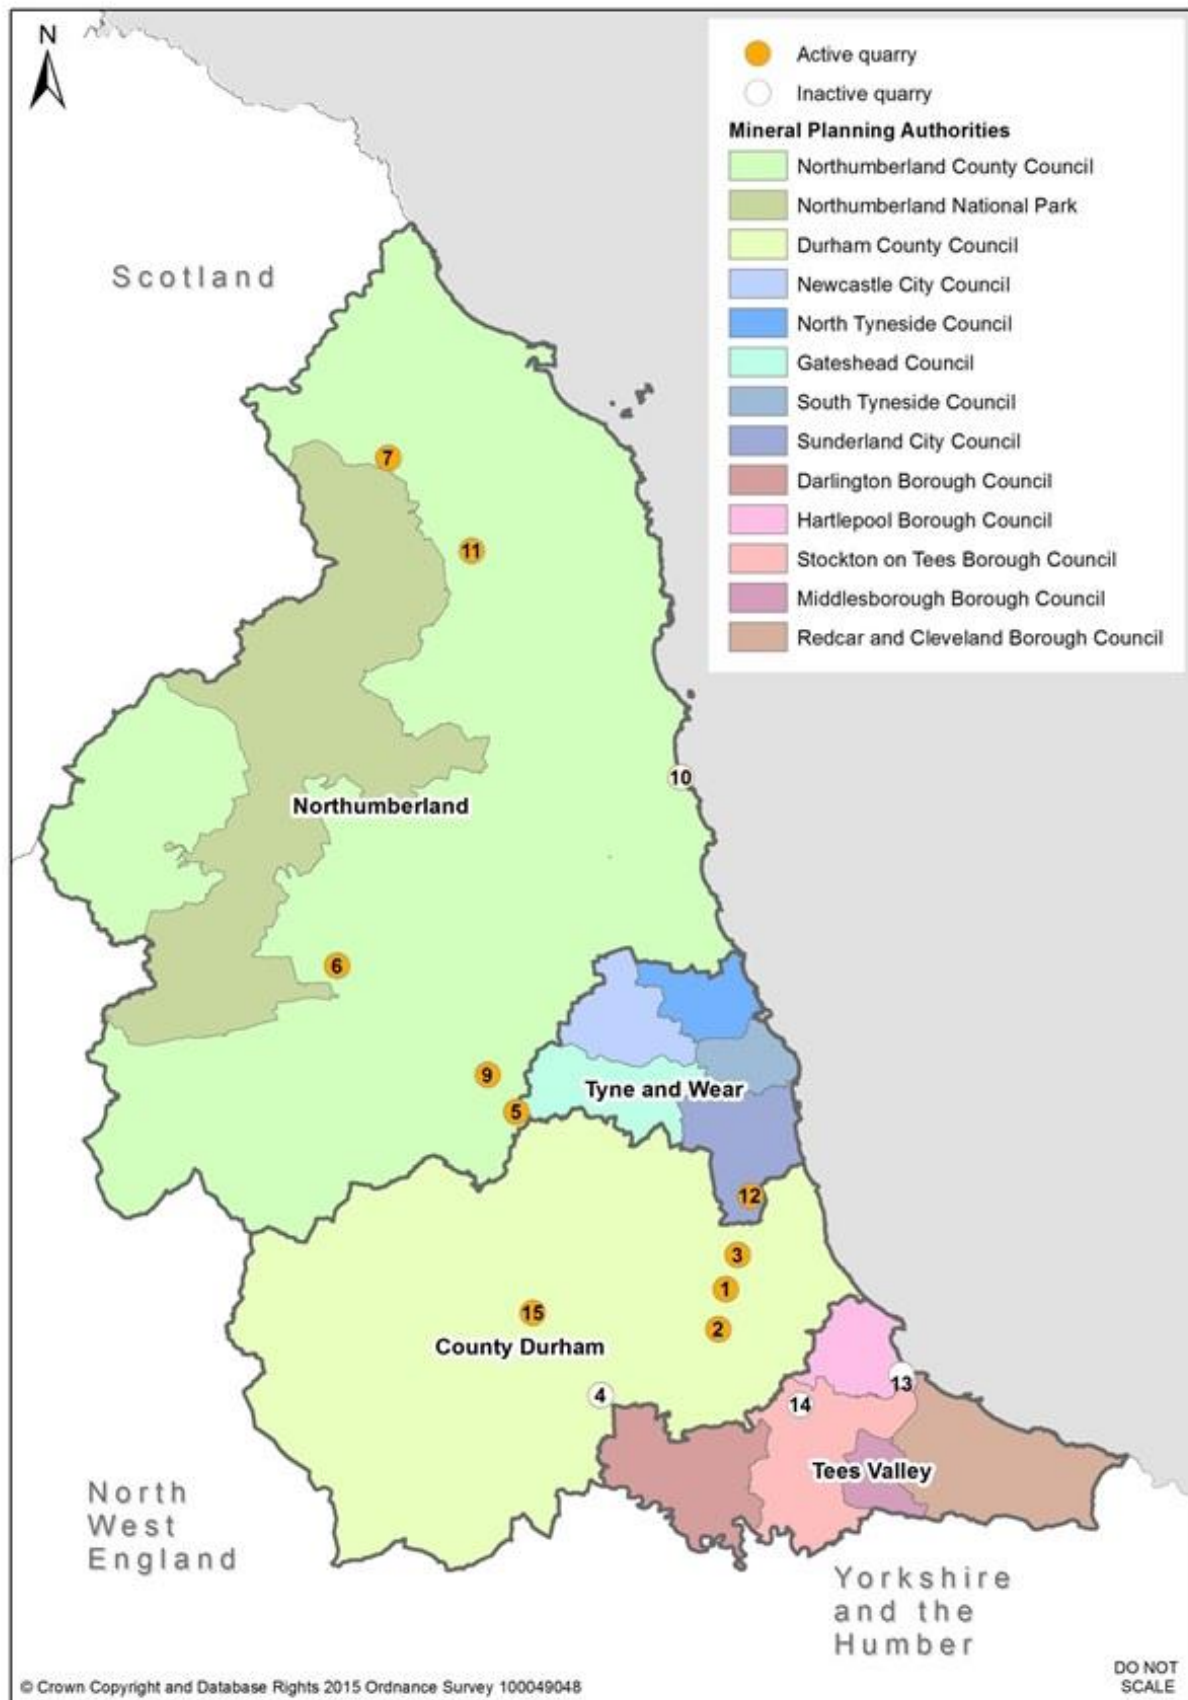 N
Active quarry
Inactive quarry
Mineral Planning Authorities
Northumberland County Council
Northumberland National Park
Durham County Council
Newcastle City Council
North Tyneside Council
Gateshead Council
South Tyneside Council
Sunderland City Council
Darlington Borough Council
Hartlepool Borough Council
Stockton on Tees Borough Council
Middlesborough Borough Council
Redcar and Cleveland Borough Council
Scotland
7
11
10
Northumberland
6
9
Tyne and Wear
5
12
3
1
15
2
County Durham
13
4
14
Tees Valley
North
West
England
Yorkshire
and the
Humber
DO NOT
SCALE
© Crown Copyright and Database Rights 2015 Ordnance Survey 100049048